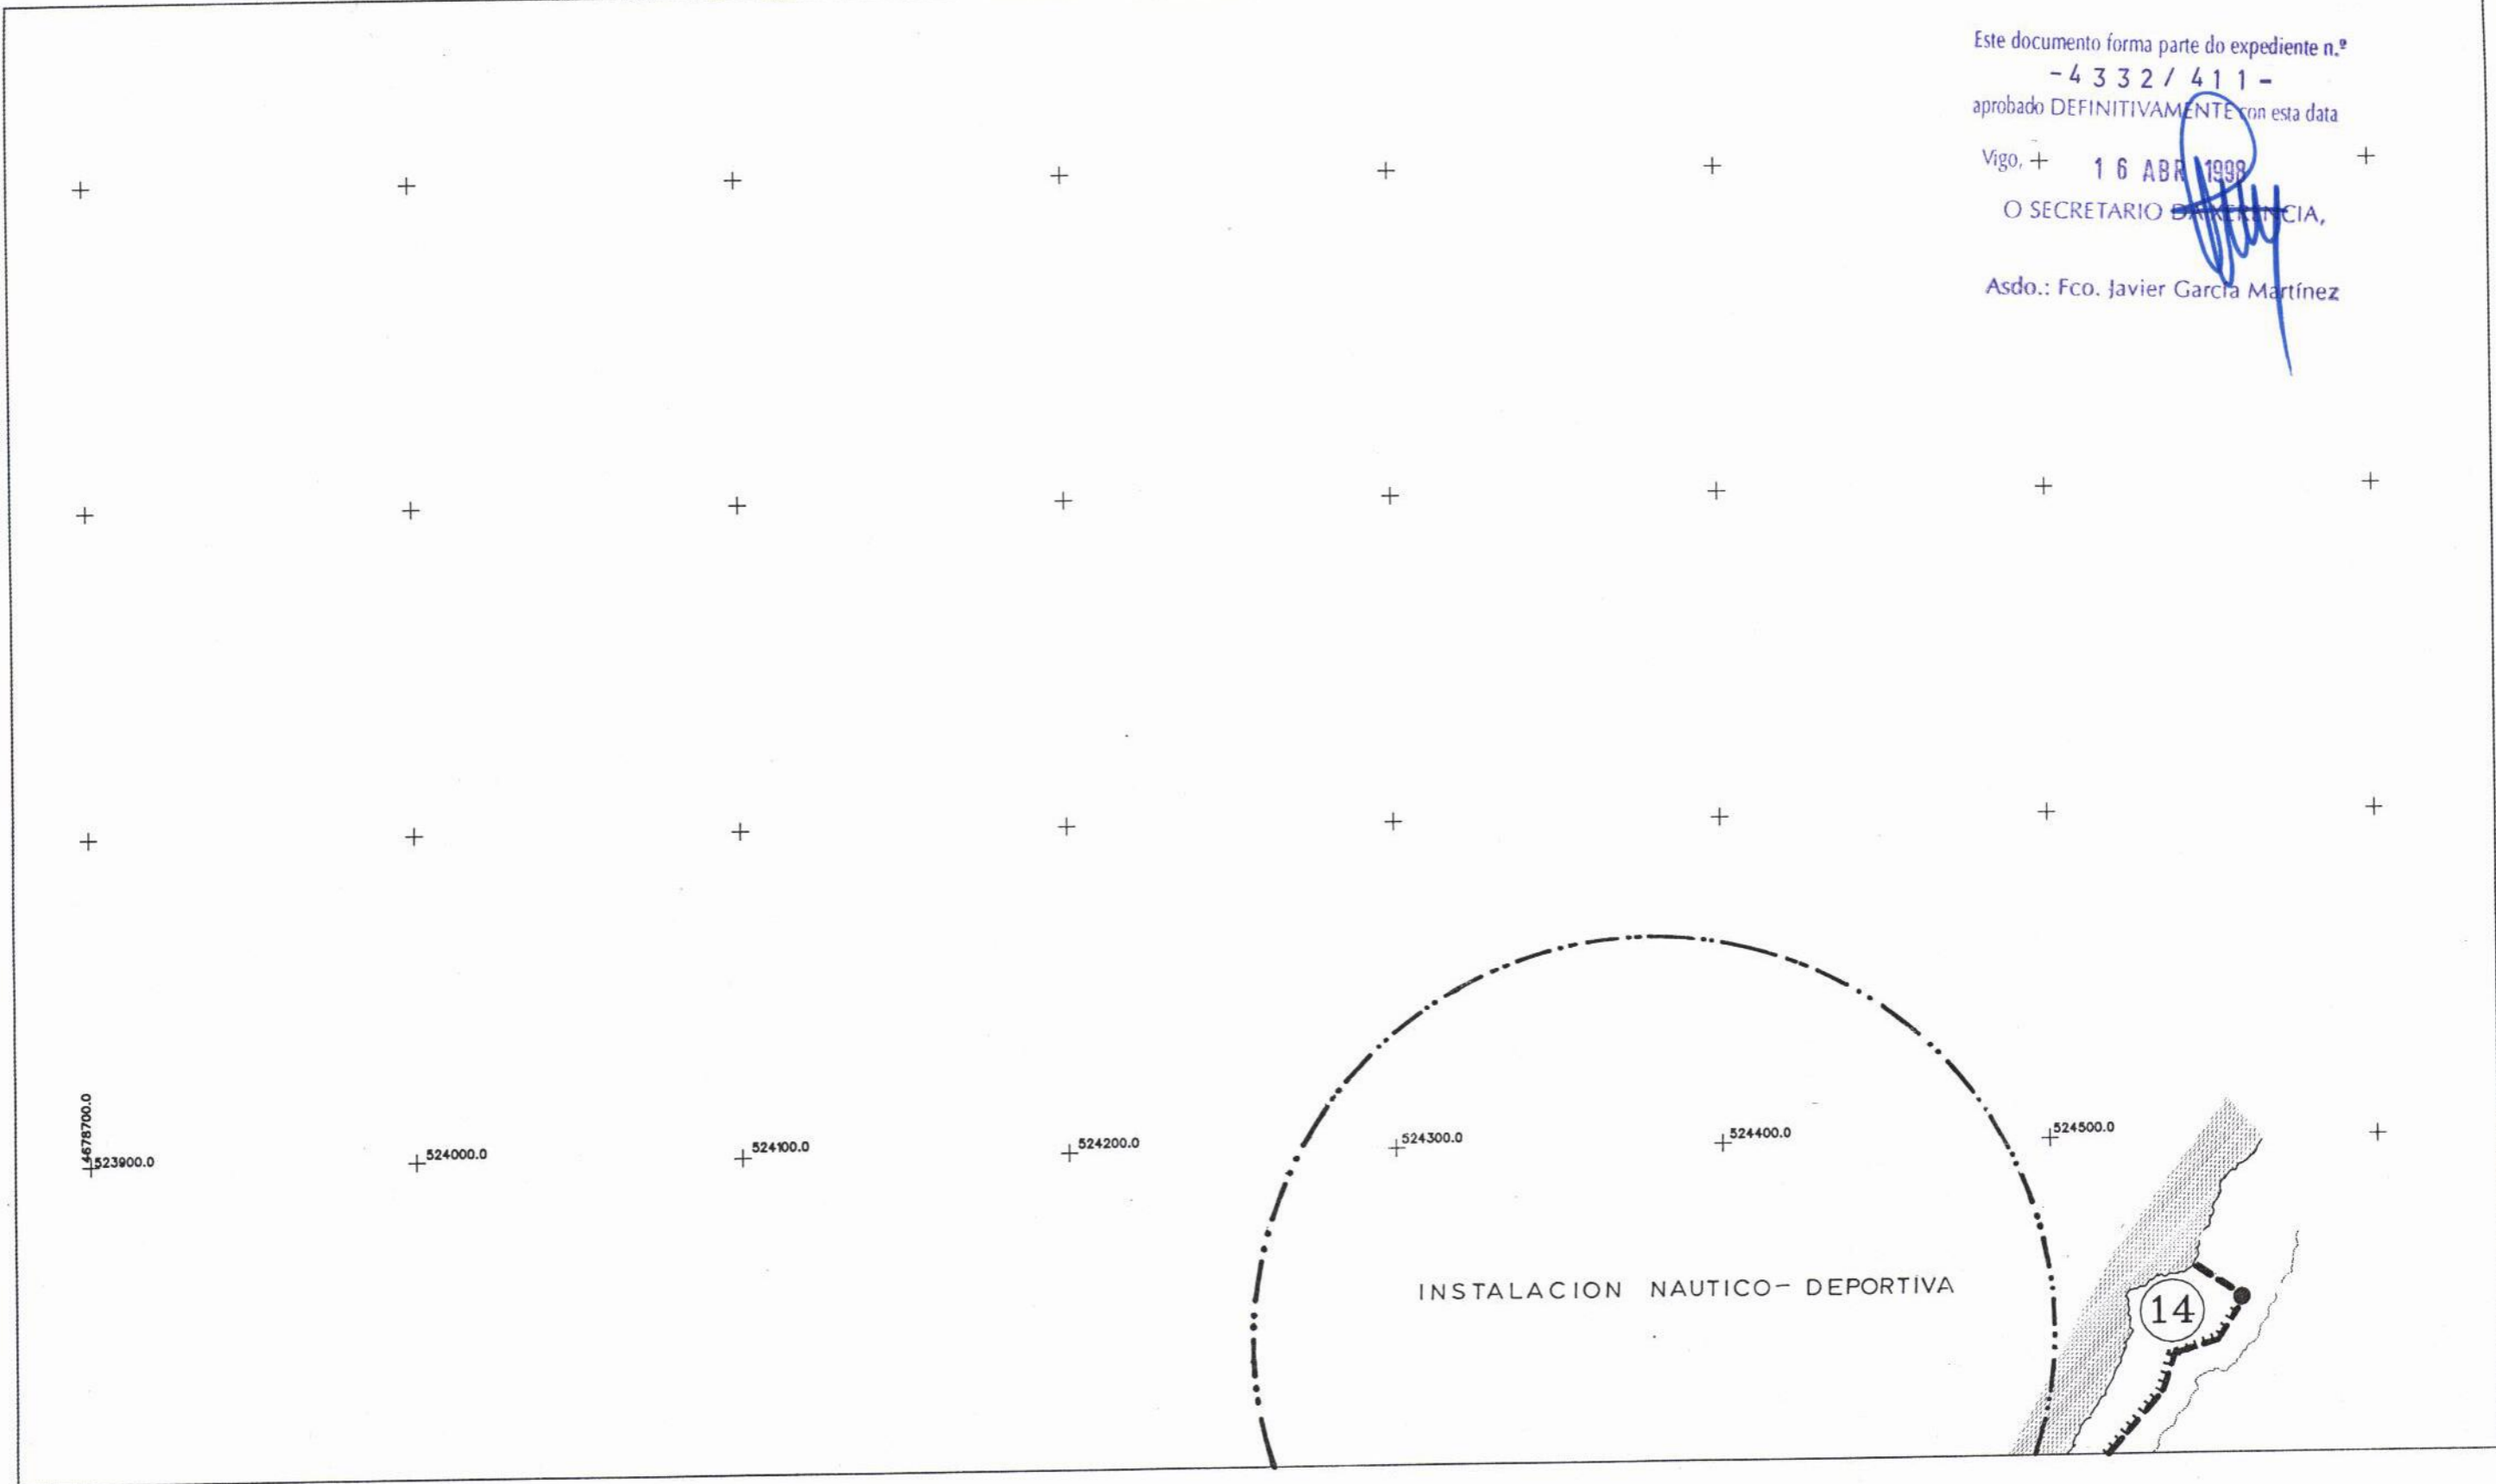 Este documento forma parte do expediente n.º
-4332/411-
aprobado DEFINITIVAMENTE con esta data
Vigo, 16 ABR 1998
O SECRETARIO DA XERENCIA,
Asdo.: Fco. Javier García Martínez
4678700.0
523900.0
524000.0
524100.0
524200.0
524300.0
524400.0
524500.0
INSTALACION NAUTICO- DEPORTIVA
14